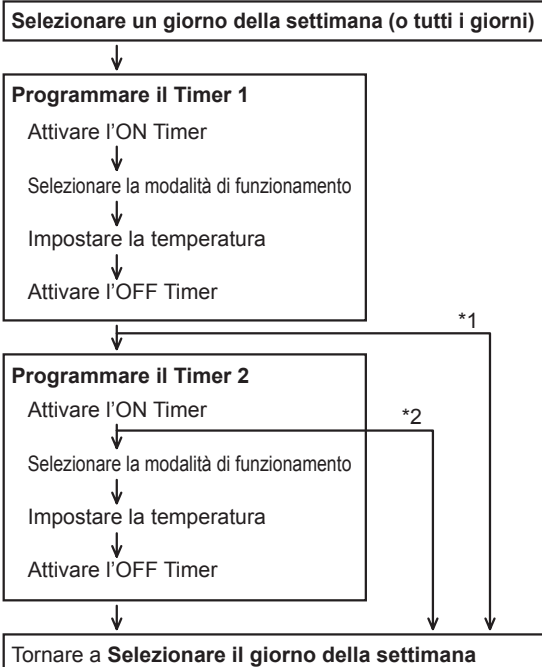 Selezionare un giorno della settimana (o tutti i giorni)
Programmare il Timer 1
Attivare l'ON Timer
Selezionare la modalità di funzionamento
Impostare la temperatura
Attivare l'OFF Timer
*1
Programmare il Timer 2
Attivare l'ON Timer
*2
Selezionare la modalità di funzionamento
Impostare la temperatura
Attivare l'OFF Timer
Tornare a Selezionare il giorno della settimana